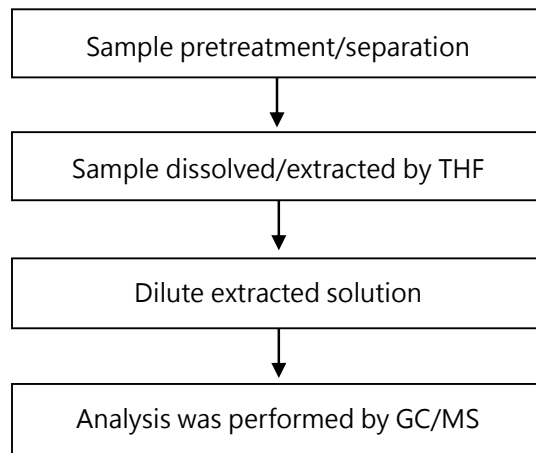 Sample pretreatment/separation
Sample dissolved/extracted by THF
Dilute extracted solution
Analysis was performed by GC/MS